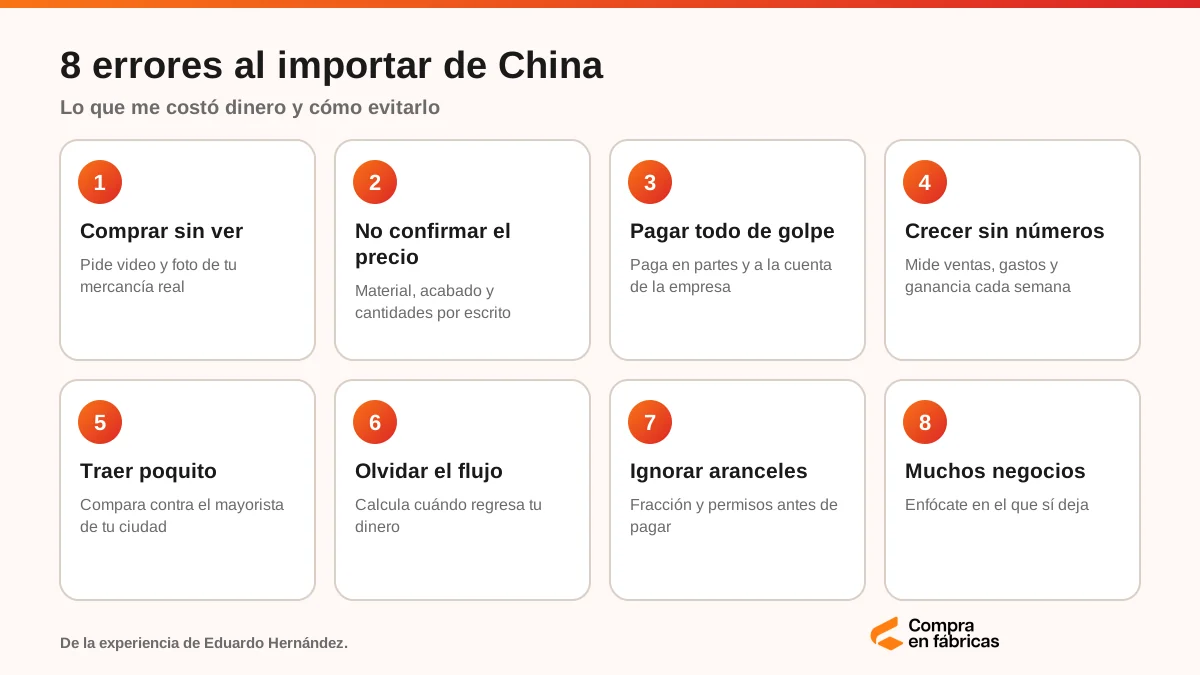 8 errores al importar de China
Lo que me costó dinero y cómo evitarlo
1
Comprar sin ver
Pide video y foto de tu
mercancía real
2
No confirmar el
precio
Material, acabado y
cantidades por escrito
3
Pagar todo de golpe
Paga en partes y a la cuenta
de la empresa
4
Crecer sin números
Mide ventas, gastos y
ganancia cada semana
5
Traer poquito
Compara contra el mayorista
de tu ciudad
6
Olvidar el flujo
Calcula cuándo regresa tu
dinero
7
Ignorar aranceles
Fracción y permisos antes de
pagar
8
Muchos negocios
Enfócate en el que sí deja
De la experiencia de Eduardo Hernández.
Compra
en fábricas